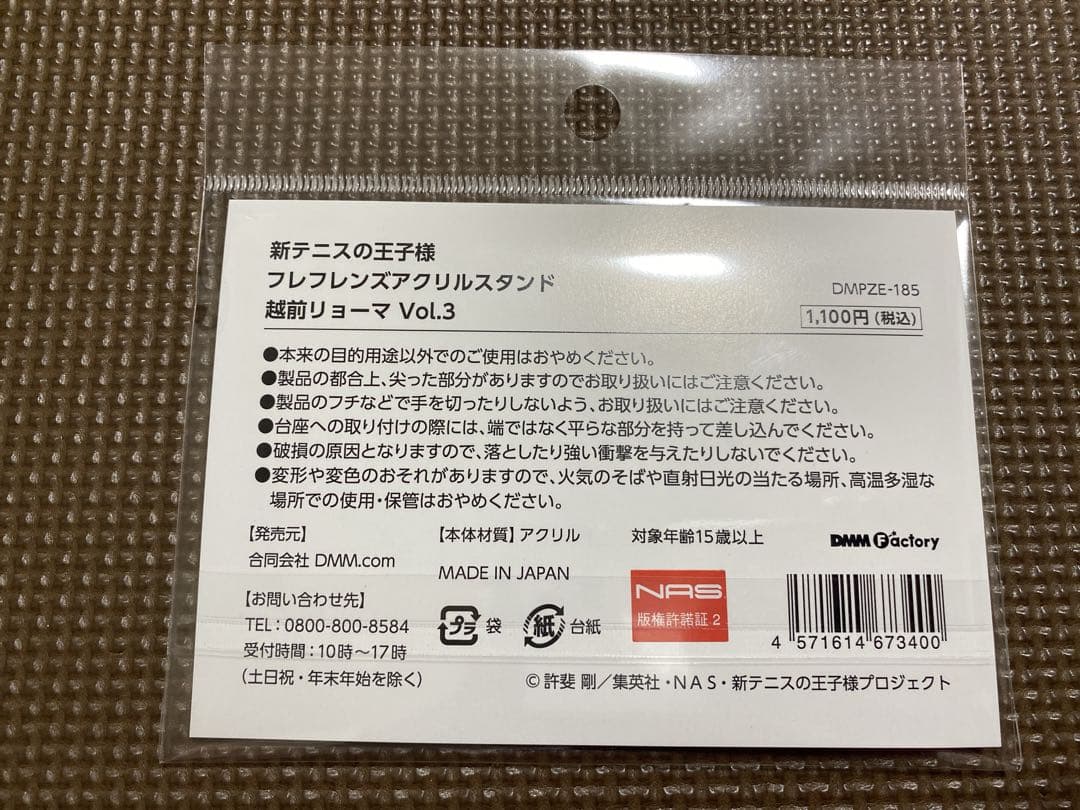 新テニスの王子様
フレフレンズアクリルスタンド
越前リョーマ Vol.3
DMPZE-185
1,100円(税込)
●本来の目的用途以外でのご使用はおやめください。
●製品の都合上、尖った部分がありますのでお取り扱いにはご注意ください。
●製品のフチなどで手を切ったりしないよう、お取り扱いにはご注意ください。
●台座への取り付けの際には、端ではなく平らな部分を持って差し込んでください。
●破損の原因となりますので、落としたり強い衝撃を与えたりしないでください。
●変形や変色のおそれがありますので、火気のそばや直射日光の当たる場所、高温多湿な
場所での使用・保管はおやめください。
【発売元】
合同会社 DMM.com
【お問い合わせ先】
TEL:0800-800-8584
受付時間:10時〜17時
(土日祝・年末年始を除く)
【本体材質】アクリル
MADE IN JAPAN
プラ 袋
紙 台紙
対象年齢15歳以上
NAS
版権許諾証 2
DMM Factory
4 571614 673400
© 許斐 剛/集英社・NAS・新テニスの王子様プロジェクト